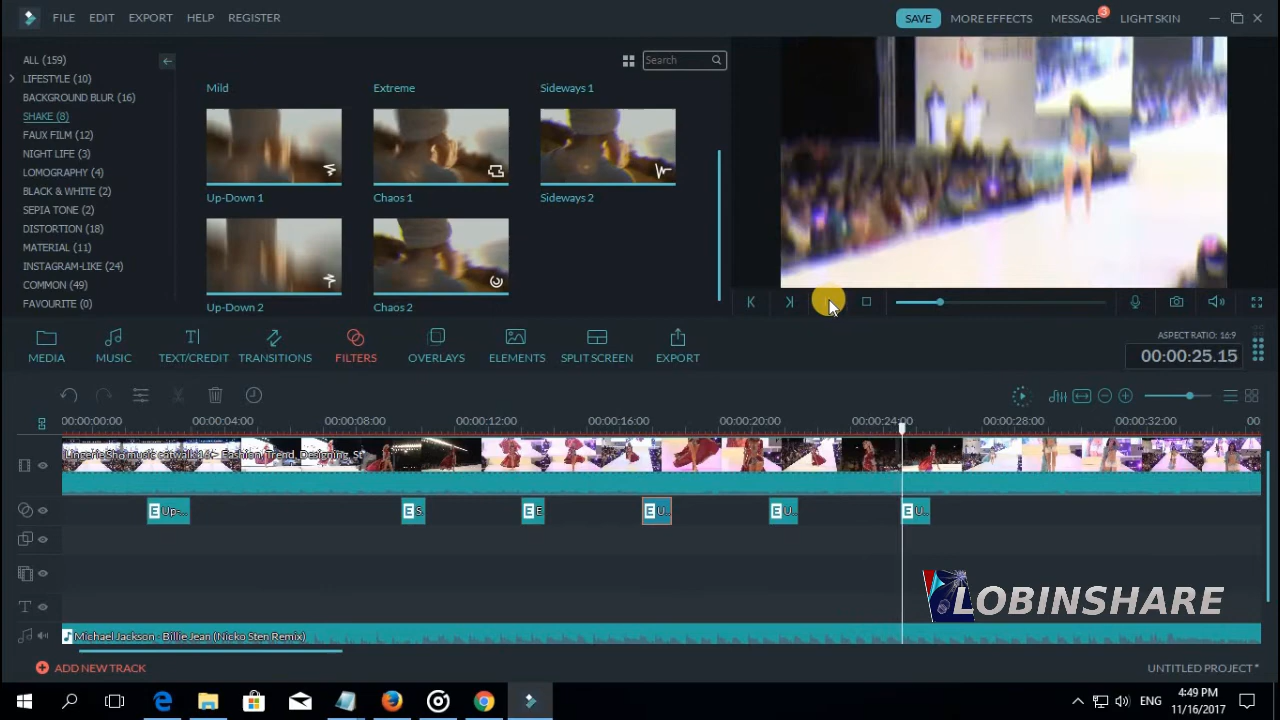 FILE EDIT EXPORT HELP REGISTER SAVE MORE EFFECTS MESSAGE 3 LIGHT SKIN
ALL (159)
LIFESTYLE (10)
BACKGROUND BLUR (16)
SHAKE (8)
FAUX FILM (12)
NIGHT LIFE (3)
LOMOGRAPHY (4)
BLACK & WHITE (2)
SEPIA TONE (2)
DISTORTION (18)
MATERIAL (11)
INSTAGRAM-LIKE (24)
COMMON (49)
FAVOURITE (0)
Search
Mild Extreme Sideways 1
Up-Down 1 Chaos 1 Sideways 2
Up-Down 2 Chaos 2
MEDIA MUSIC TEXT/CREDIT TRANSITIONS FILTERS OVERLAYS ELEMENTS SPLIT SCREEN EXPORT
ASPECT RATIO: 16:9
00:00:25.15
00:00:00:00 00:00:04:00 00:00:08:00 00:00:12:00 00:00:16:00 00:00:20:00 00:00:24:00 00:00:28:00 00:00:32:00 00
E Up-... E S E E E U.. E U.. E U..
LOBINSHARE
Michael Jackson - Billie Jean (Nicko Sten Remix)
ADD NEW TRACK
UNTITLED PROJECT *
ENG
4:49 PM
11/16/2017